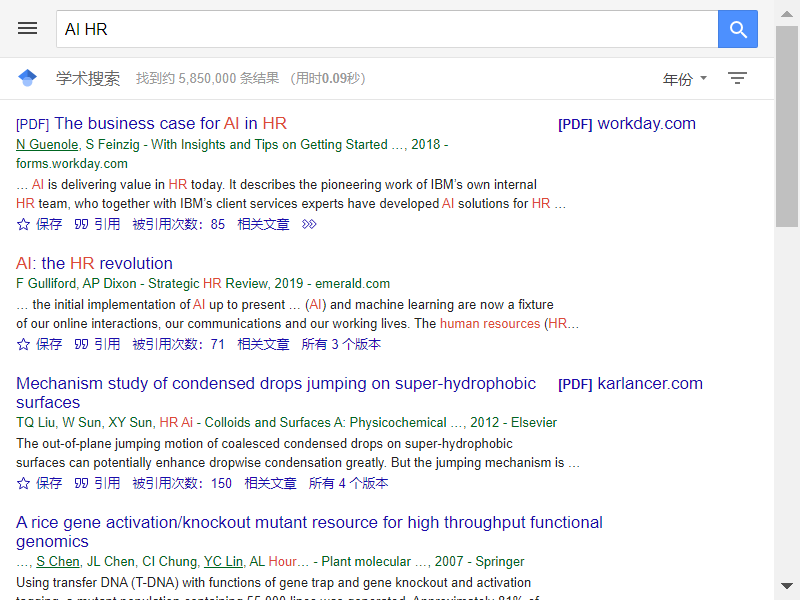 AI HR
学术搜索 找到约 5,850,000 条结果 （用时0.09秒） 年份
[PDF] The business case for AI in HR [PDF] workday.com
N Guenole, S Feinzig - With Insights and Tips on Getting Started …, 2018 -
forms.workday.com
… AI is delivering value in HR today. It describes the pioneering work of IBM's own internal
HR team, who together with IBM's client services experts have developed AI solutions for HR …
保存 引用 被引用次数：85 相关文章
AI: the HR revolution
F Gulliford, AP Dixon - Strategic HR Review, 2019 - emerald.com
… the initial implementation of AI up to present … (AI) and machine learning are now a fixture
of our online interactions, our communications and our working lives. The human resources (HR…
保存 引用 被引用次数：71 相关文章 所有 3 个版本
Mechanism study of condensed drops jumping on super-hydrophobic [PDF] karlancer.com
surfaces
TQ Liu, W Sun, XY Sun, HR Ai - Colloids and Surfaces A: Physicochemical …, 2012 - Elsevier
The out-of-plane jumping motion of coalesced condensed drops on super-hydrophobic
surfaces can potentially enhance dropwise condensation greatly. But the jumping mechanism is …
保存 引用 被引用次数：150 相关文章 所有 4 个版本
A rice gene activation/knockout mutant resource for high throughput functional
genomics
…, S Chen, JL Chen, CI Chung, YC Lin, AL Hour… - Plant molecular …, 2007 - Springer
Using transfer DNA (T-DNA) with functions of gene trap and gene knockout and activation
tagging, a mutant population containing 55,000 lines was generated. Approximately 81% of